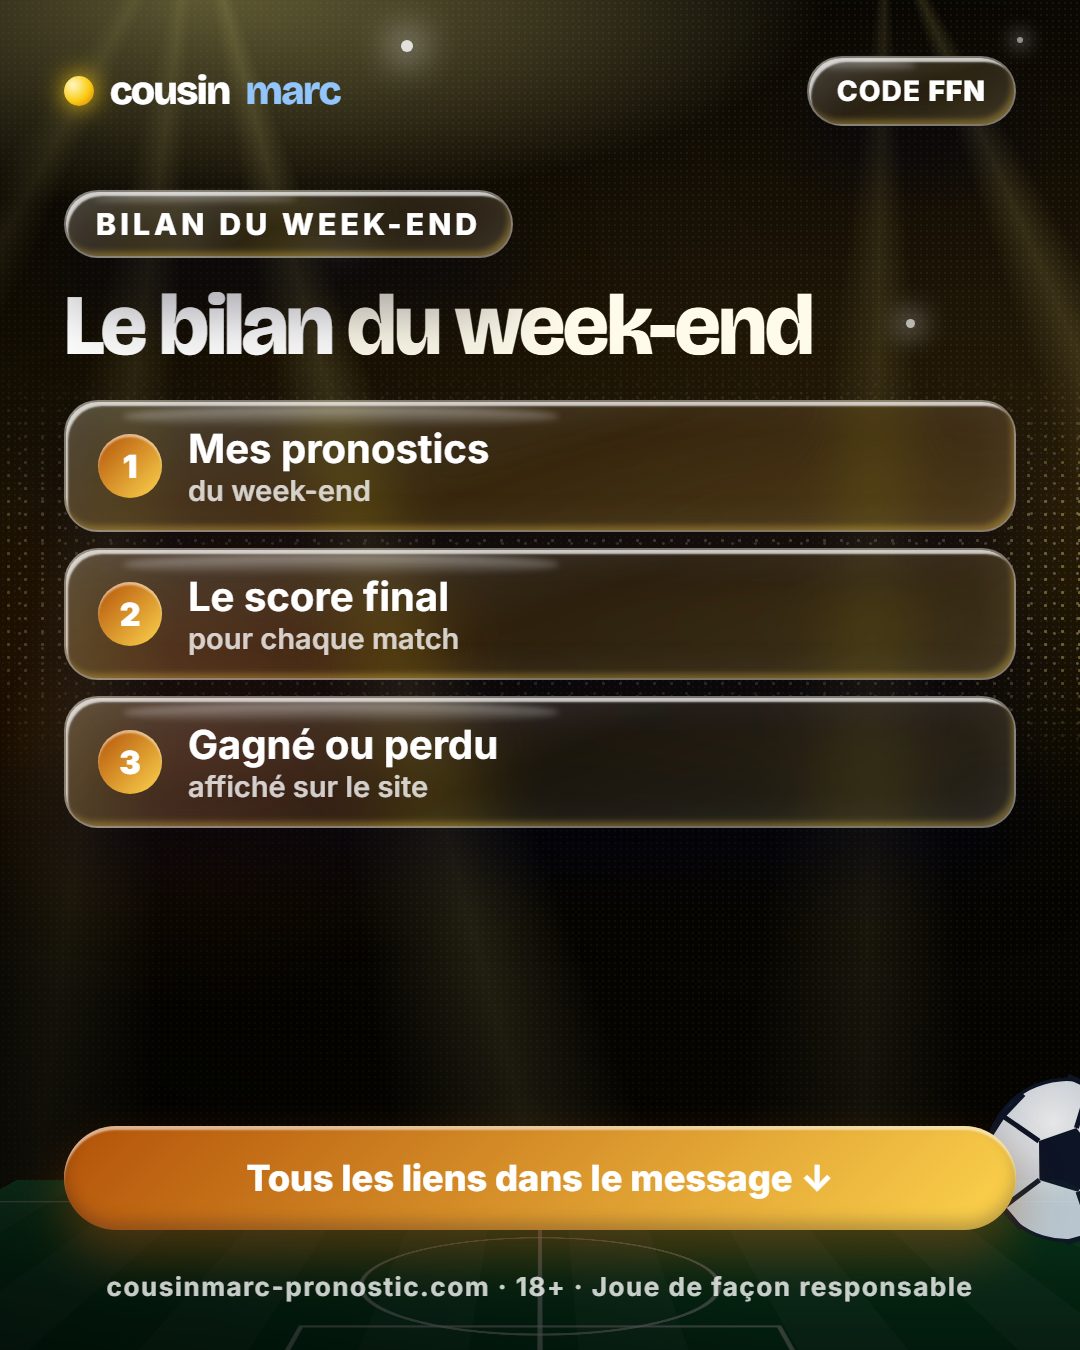 cousin marc
CODE FFN
BILAN DU WEEK-END
Le bilan du week-end
1
Mes pronostics
du week-end
2
Le score final
pour chaque match
3
Gagné ou perdu
affiché sur le site
Tous les liens dans le message ↓
cousinmarc-pronostic.com · 18+ · Joue de façon responsable